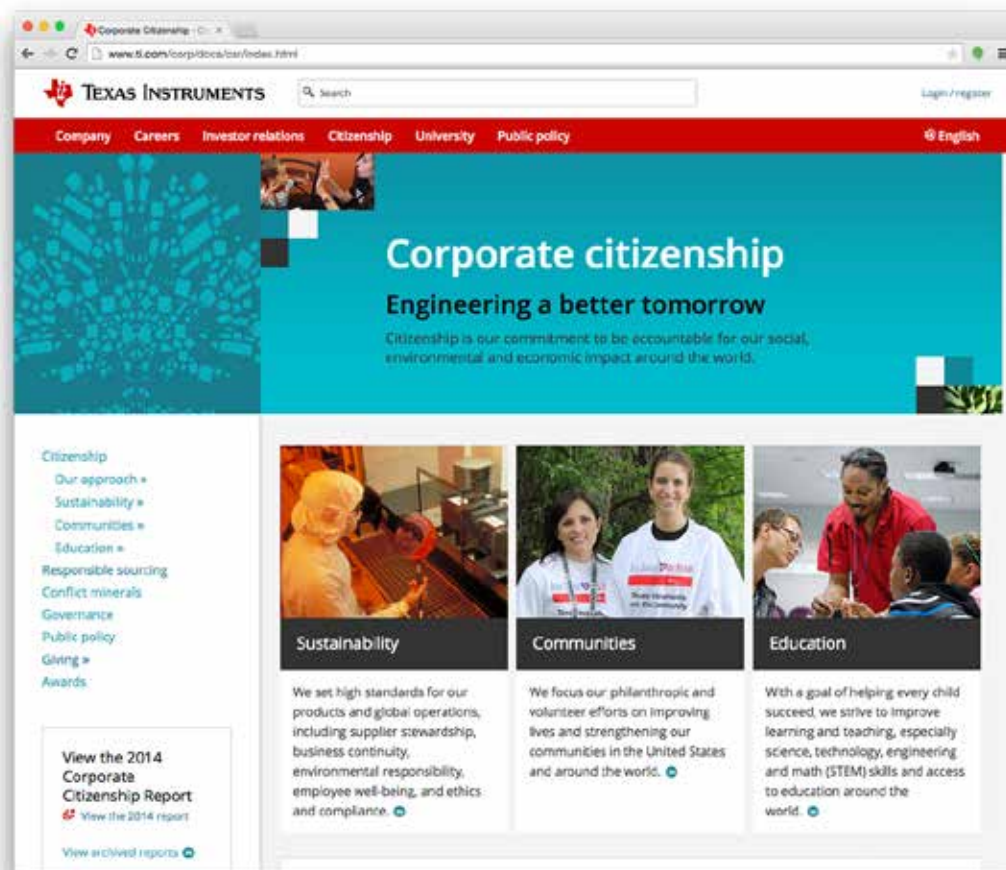 Corporate Citizenship
www.ti.com/corp/docs/csr/index.html
TEXAS INSTRUMENTS
Search
Login / register
Company Careers Investor relations Citizenship University Public policy English
Corporate citizenship
Engineering a better tomorrow
Citizenship is our commitment to be accountable for our social,
environmental and economic impact around the world.
Citizenship
Our approach »
Sustainability »
Communities »
Education »
Responsible sourcing
Conflict minerals
Governance
Public policy
Giving »
Awards
View the 2014
Corporate
Citizenship Report
View the 2014 report
View archived reports
Sustainability
We set high standards for our
products and global operations,
including supplier stewardship,
business continuity,
environmental responsibility,
employee well-being, and ethics
and compliance.
Communities
We focus our philanthropic and
volunteer efforts on improving
lives and strengthening our
communities in the United States
and around the world.
Education
With a goal of helping every child
succeed, we strive to improve
learning and teaching, especially
science, technology, engineering
and math (STEM) skills and access
to education around the
world.